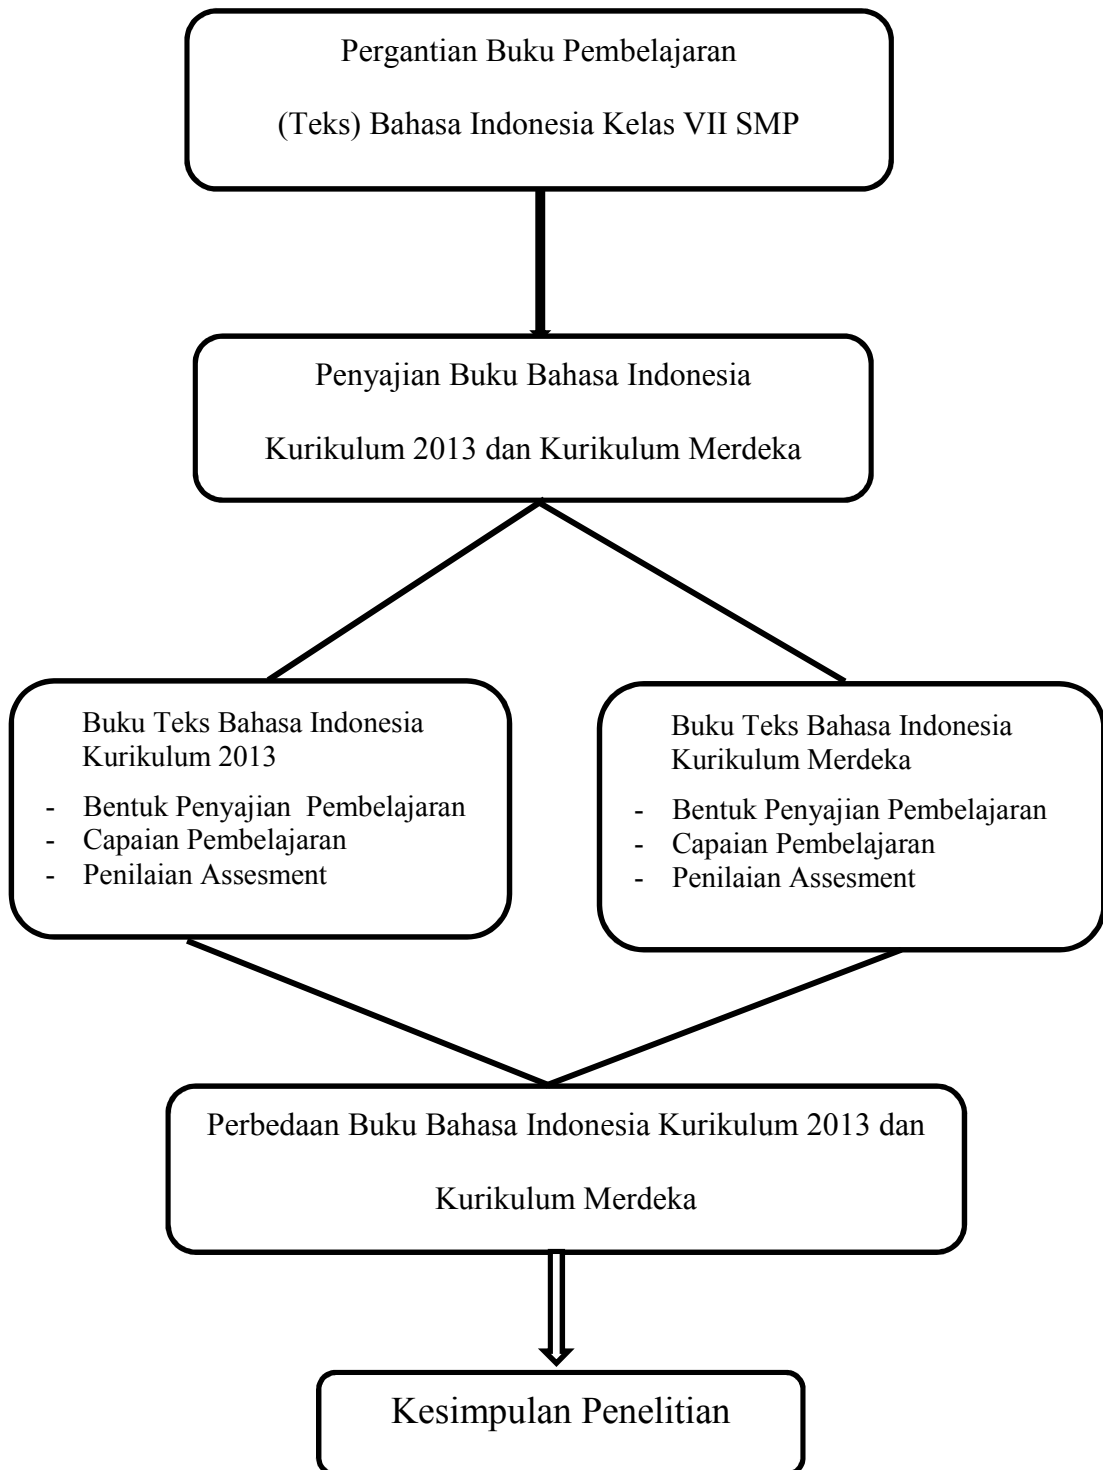 Pergantian Buku Pembelajaran
(Teks) Bahasa Indonesia Kelas VII SMP
Penyajian Buku Bahasa Indonesia
Kurikulum 2013 dan Kurikulum Merdeka
Buku Teks Bahasa Indonesia
Kurikulum 2013
- Bentuk Penyajian  Pembelajaran
- Capaian Pembelajaran
- Penilaian Assesment
Buku Teks Bahasa Indonesia
Kurikulum Merdeka
- Bentuk Penyajian Pembelajaran
- Capaian Pembelajaran
- Penilaian Assesment
Perbedaan Buku Bahasa Indonesia Kurikulum 2013 dan
Kurikulum Merdeka
Kesimpulan Penelitian